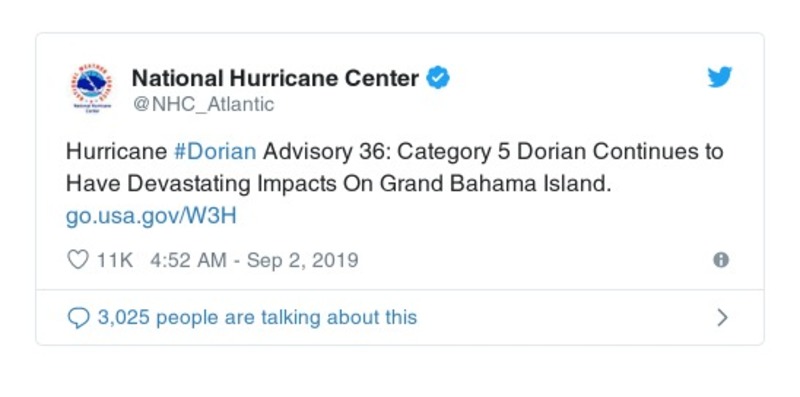 National Hurricane Center
@NHC_Atlantic
Hurricane #Dorian Advisory 36: Category 5 Dorian Continues to
Have Devastating Impacts On Grand Bahama Island.
go.usa.gov/W3H
11K 4:52 AM - Sep 2, 2019
3,025 people are talking about this